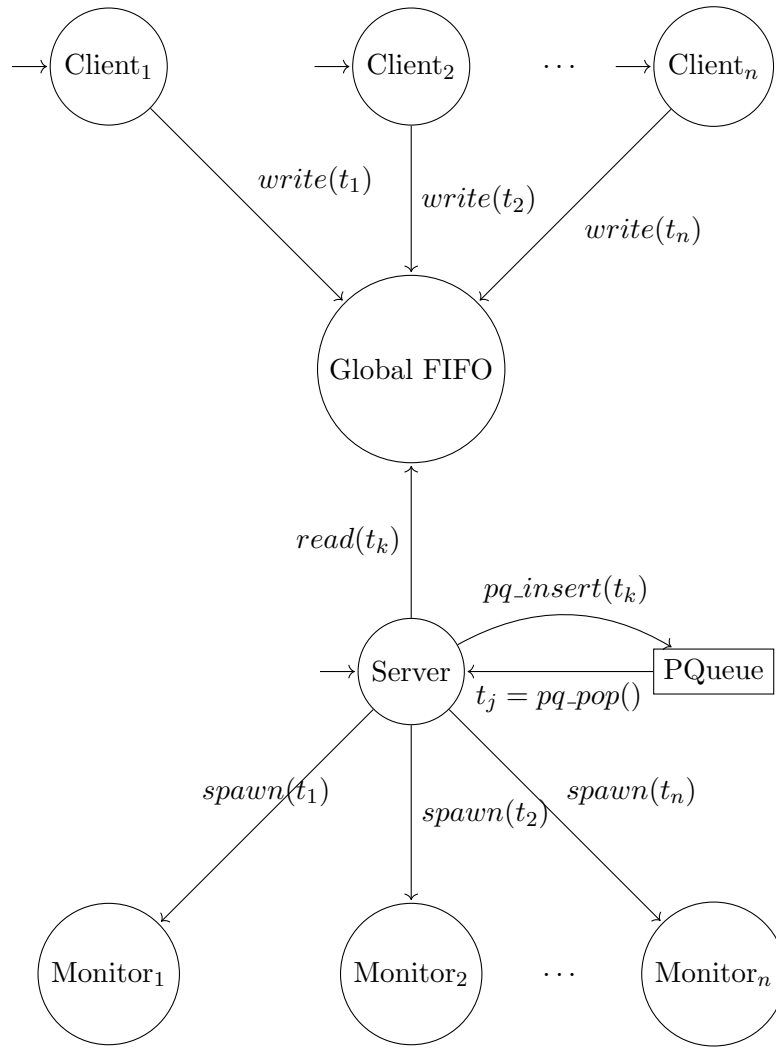 Client₁ Client₂ ⋯ Clientₙ
write(t₁) write(t₂) write(tₙ)
Global FIFO
read(tₖ)
pq_insert(tₖ)
Server PQueue
tⱼ = pq_pop()
spawn(t₁) spawn(t₂) spawn(tₙ)
Monitor₁ Monitor₂ ⋯ Monitorₙ